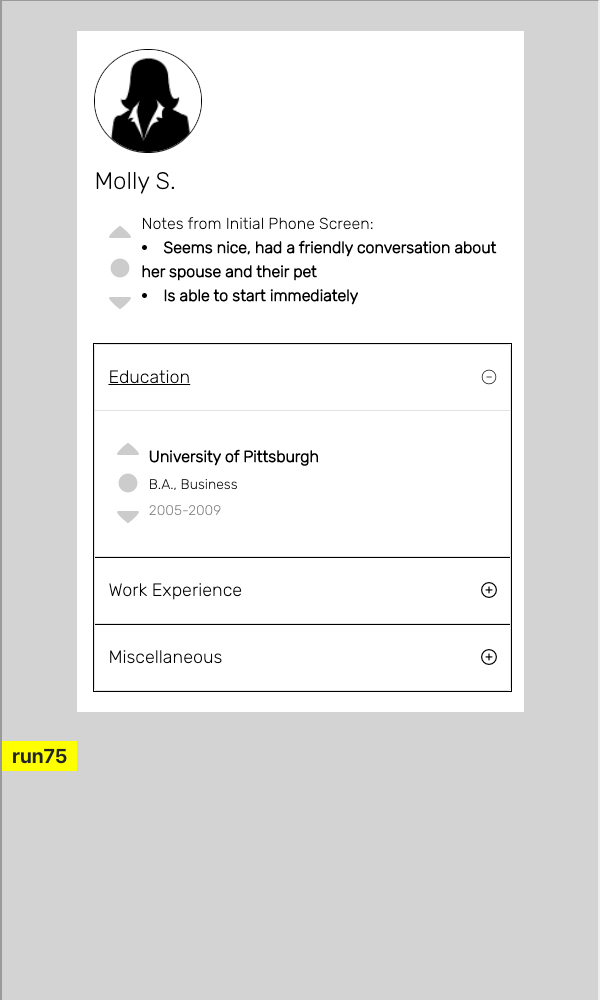 Molly S.
Notes from Initial Phone Screen:
• Seems nice, had a friendly conversation about
her spouse and their pet
• Is able to start immediately
Education
University of Pittsburgh
B.A., Business
2005-2009
Work Experience
Miscellaneous
run75